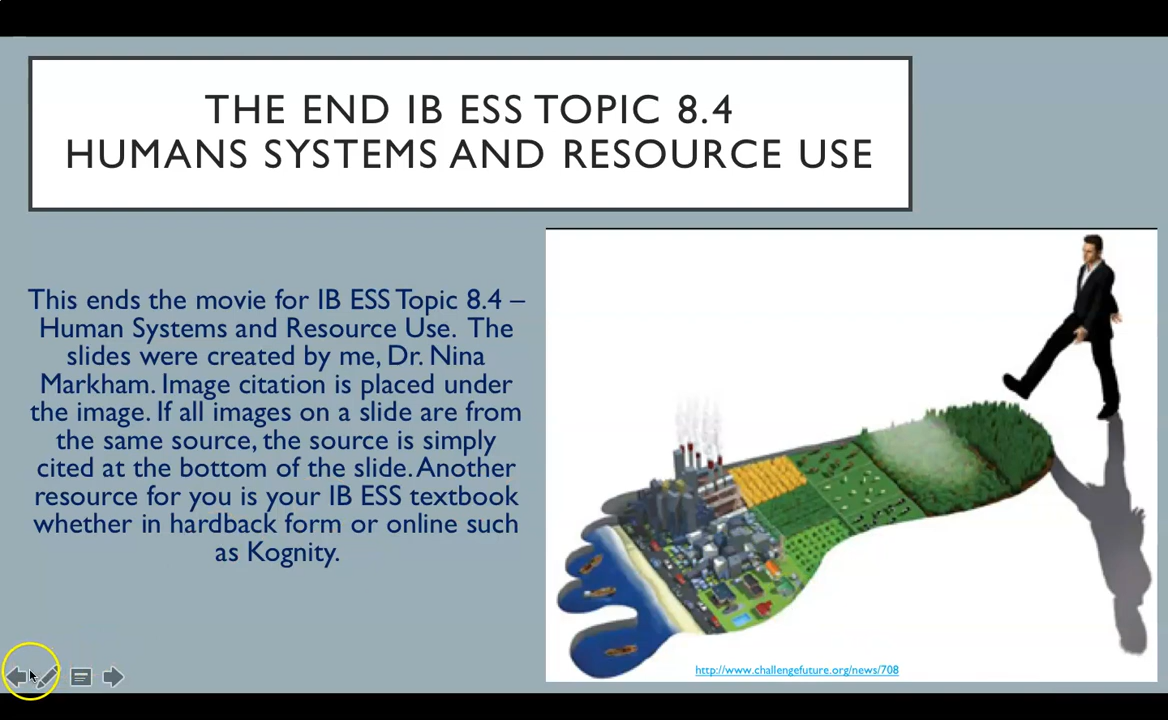 THE END IB ESS TOPIC 8.4
HUMANS SYSTEMS AND RESOURCE USE
This ends the movie for IB ESS Topic 8.4 –
Human Systems and Resource Use. The
slides were created by me, Dr. Nina
Markham. Image citation is placed under
the image. If all images on a slide are from
the same source, the source is simply
cited at the bottom of the slide. Another
resource for you is your IB ESS textbook
whether in hardback form or online such
as Kognity.
http://www.challengefuture.org/news/708